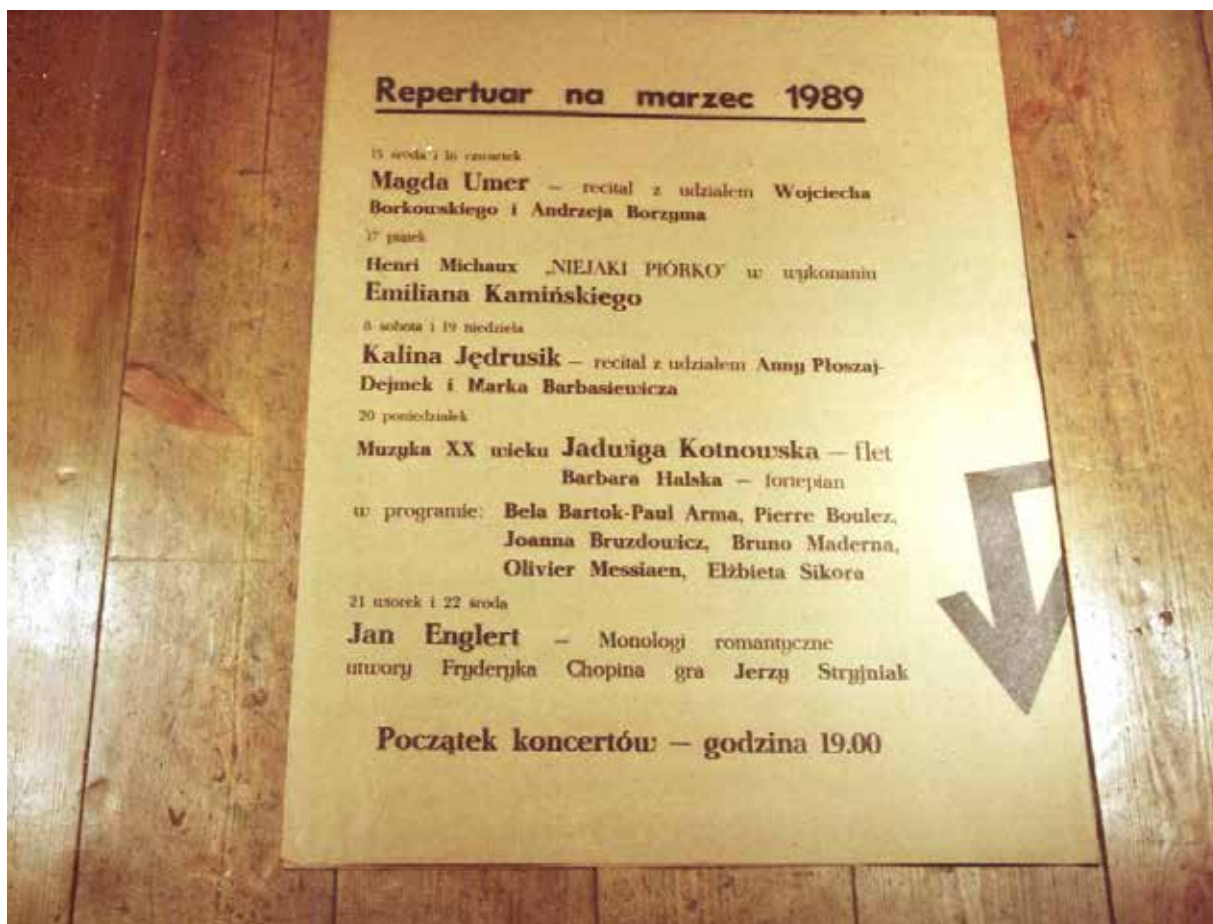 Repertuar na marzec 1989
15 środa i 16 czwartek
Magda Umer – recital z udziałem Wojciecha
Borkowskiego i Andrzeja Borzyma
17 piątek
Henri Michaux „NIEJAKI PIÓRKO" w wykonaniu
Emiliana Kamińskiego
8 sobota i 19 niedziela
Kalina Jędrusik – recital z udziałem Anny Płoszaj-
Dejmek i Marka Barbasiewicza
20 poniedziałek
Muzyka XX wieku Jadwiga Kotnowska – flet
Barbara Halska – fortepian
w programie: Bela Bartok-Paul Arma, Pierre Boulez,
Joanna Bruzdowicz, Bruno Maderna,
Olivier Messiaen, Elżbieta Sikora
21 wtorek i 22 środa
Jan Englert – Monologi romantyczne
utwory Fryderyka Chopina gra Jerzy Stryjniak
Początek koncertów – godzina 19.00